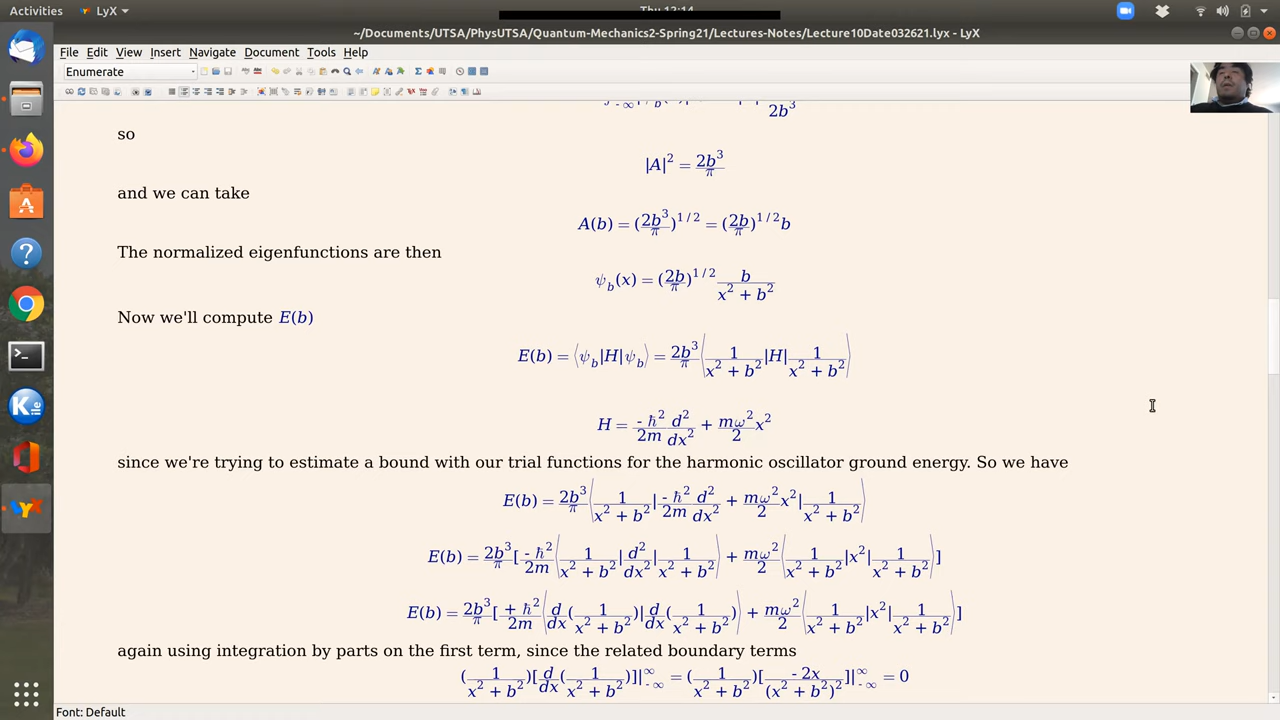 Activities LyX Thu 12:14
~/Documents/UTSA/PhysUTSA/Quantum-Mechanics2-Spring21/Lectures-Notes/Lecture10Date032621.lyx - LyX
File Edit View Insert Navigate Document Tools Help
Enumerate
2b³
so
|A|² = 2b³/π
and we can take
A(b) = (2b³/π)^1/2 = (2b/π)^1/2 b
The normalized eigenfunctions are then
ψ_b(x) = (2b/π)^1/2 b/(x² + b²)
Now we'll compute E(b)
E(b) = ⟨ψ_b|H|ψ_b⟩ = 2b³/π ⟨1/(x² + b²)|H|1/(x² + b²)⟩
H = -ħ²/2m d²/dx² + mω²/2 x²
since we're trying to estimate a bound with our trial functions for the harmonic oscillator ground energy. So we have
E(b) = 2b³/π ⟨1/(x² + b²)|-ħ²/2m d²/dx² + mω²/2 x²|1/(x² + b²)⟩
E(b) = 2b³/π [-ħ²/2m ⟨1/(x² + b²)|d²/dx²|1/(x² + b²)⟩ + mω²/2 ⟨1/(x² + b²)|x²|1/(x² + b²)⟩]
E(b) = 2b³/π [+ħ²/2m ⟨d/dx(1/(x² + b²))|d/dx(1/(x² + b²))⟩ + mω²/2 ⟨1/(x² + b²)|x²|1/(x² + b²)⟩]
again using integration by parts on the first term, since the related boundary terms
(1/(x² + b²))[d/dx(1/(x² + b²))]|^∞_-∞ = (1/(x² + b²))[-2x/(x² + b²)²]|^∞_-∞ = 0
Font: Default